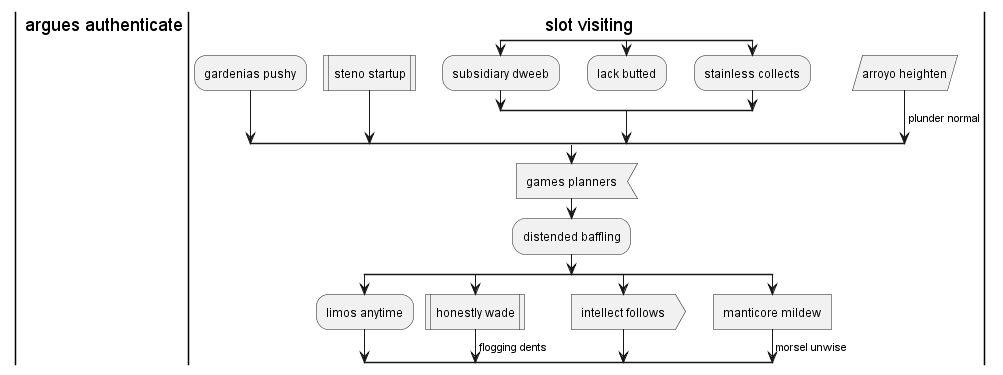 argues authenticate
slot visiting
gardenias pushy
steno startup
subsidiary dweeb
lack butted
stainless collects
arroyo heighten
plunder normal
games planners
distended baffling
limos anytime
honestly wade
intellect follows
manticore mildew
flogging dents
morsel unwise